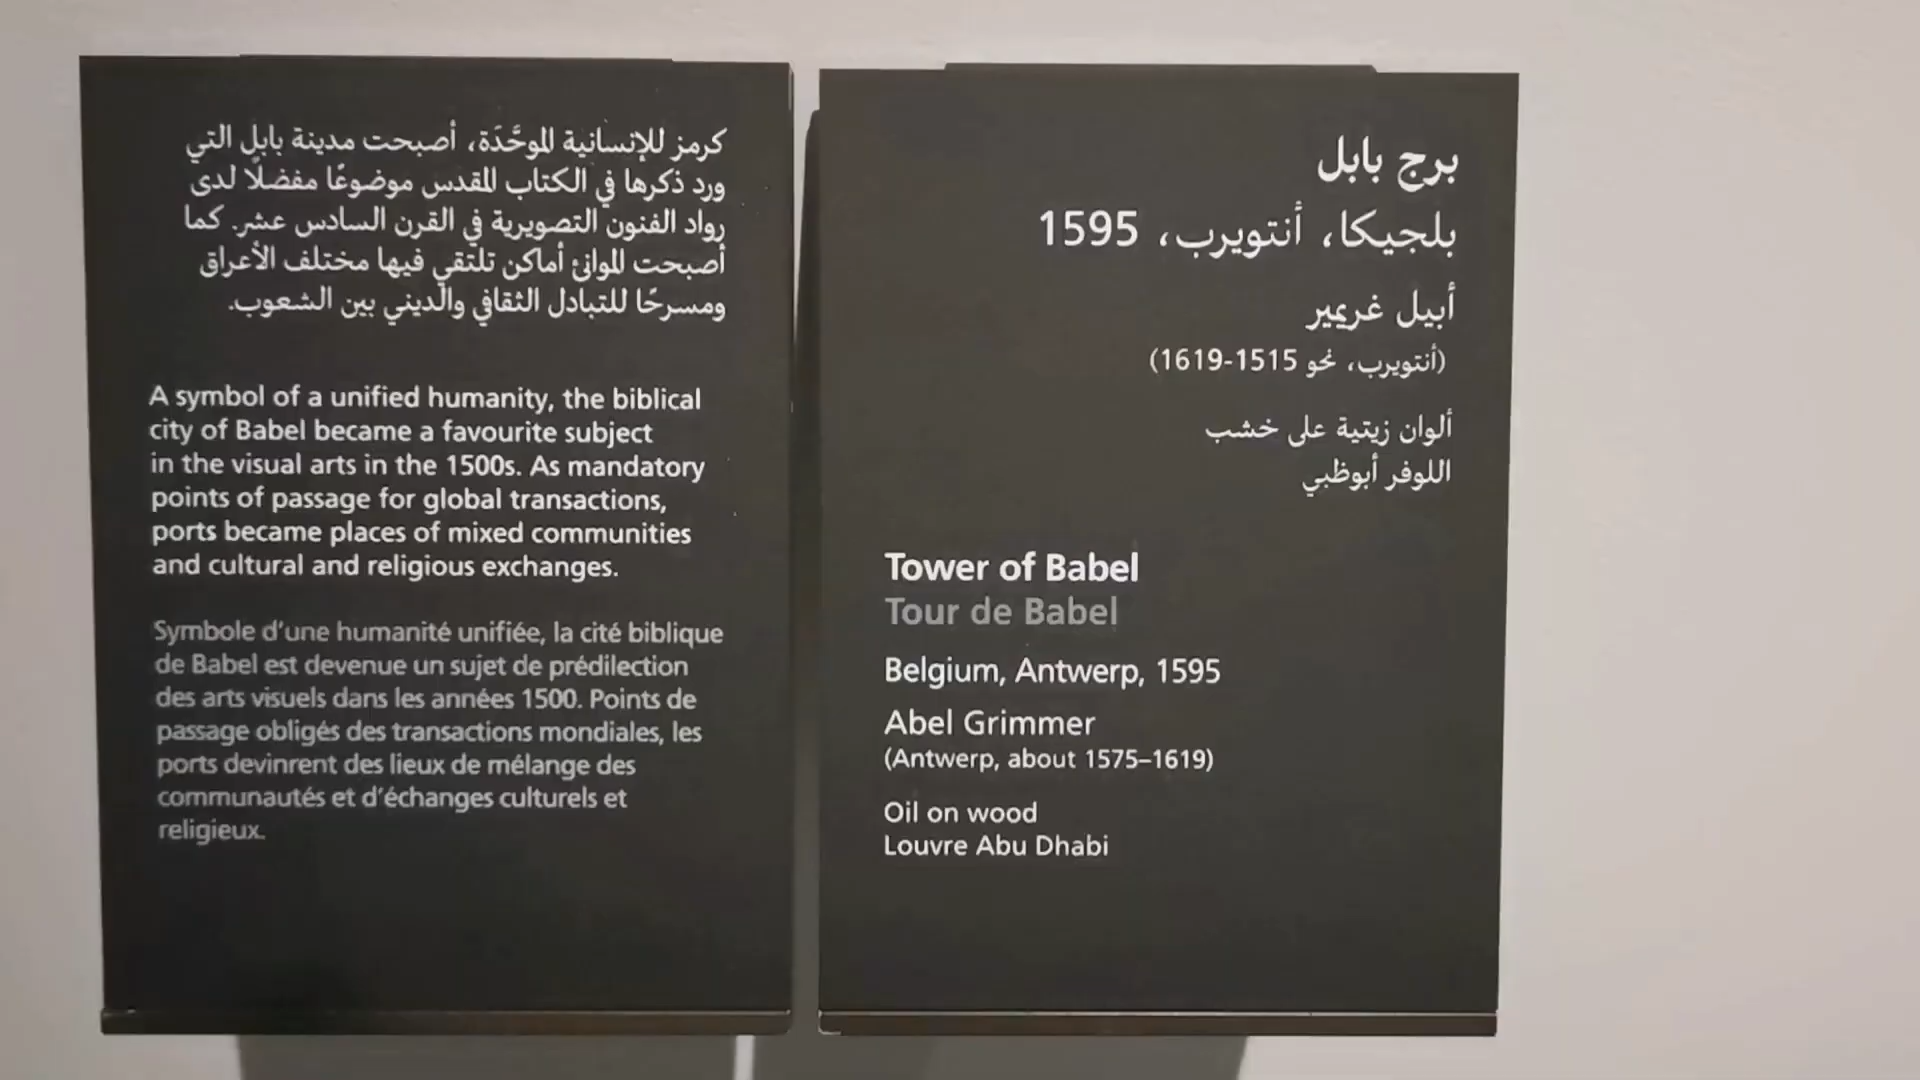 كرمز للإنسانية الموحَّدَة، أصبحت مدينة بابل التي
ورد ذكرها في الكتاب المقدس موضوعًا مفضلًا لدى
رواد الفنون التصويرية في القرن السادس عشر. كما
أصبحت الموانئ أماكن تلتقي فيها مختلف الأعراق
ومسرحًا للتبادل الثقافي والديني بين الشعوب.
A symbol of a unified humanity, the biblical
city of Babel became a favourite subject
in the visual arts in the 1500s. As mandatory
points of passage for global transactions,
ports became places of mixed communities
and cultural and religious exchanges.
Symbole d'une humanité unifiée, la cité biblique
de Babel est devenue un sujet de prédilection
des arts visuels dans les années 1500. Points de
passage obligés des transactions mondiales, les
ports devinrent des lieux de mélange des
communautés et d'échanges culturels et
religieux.
برج بابل
بلجيكا، أنتويرب، 1595
أبيل غريمير
(أنتويرب، نحو 1515-1619)
ألوان زيتية على خشب
اللوفر أبوظبي
Tower of Babel
Tour de Babel
Belgium, Antwerp, 1595
Abel Grimmer
(Antwerp, about 1575–1619)
Oil on wood
Louvre Abu Dhabi